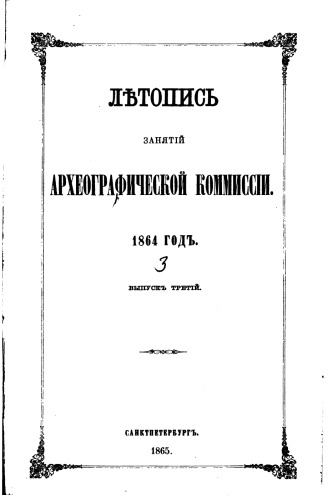 ЛѢТОПИСЬ
ЗАНЯТІЙ
АРХЕОГРАФИЧЕСКОЙ КОММИССІИ.
1864 ГОДЪ.
3
ВЫПУСКЪ ТРЕТІЙ.
САНКТПЕТЕРБУРГЪ.
1865.